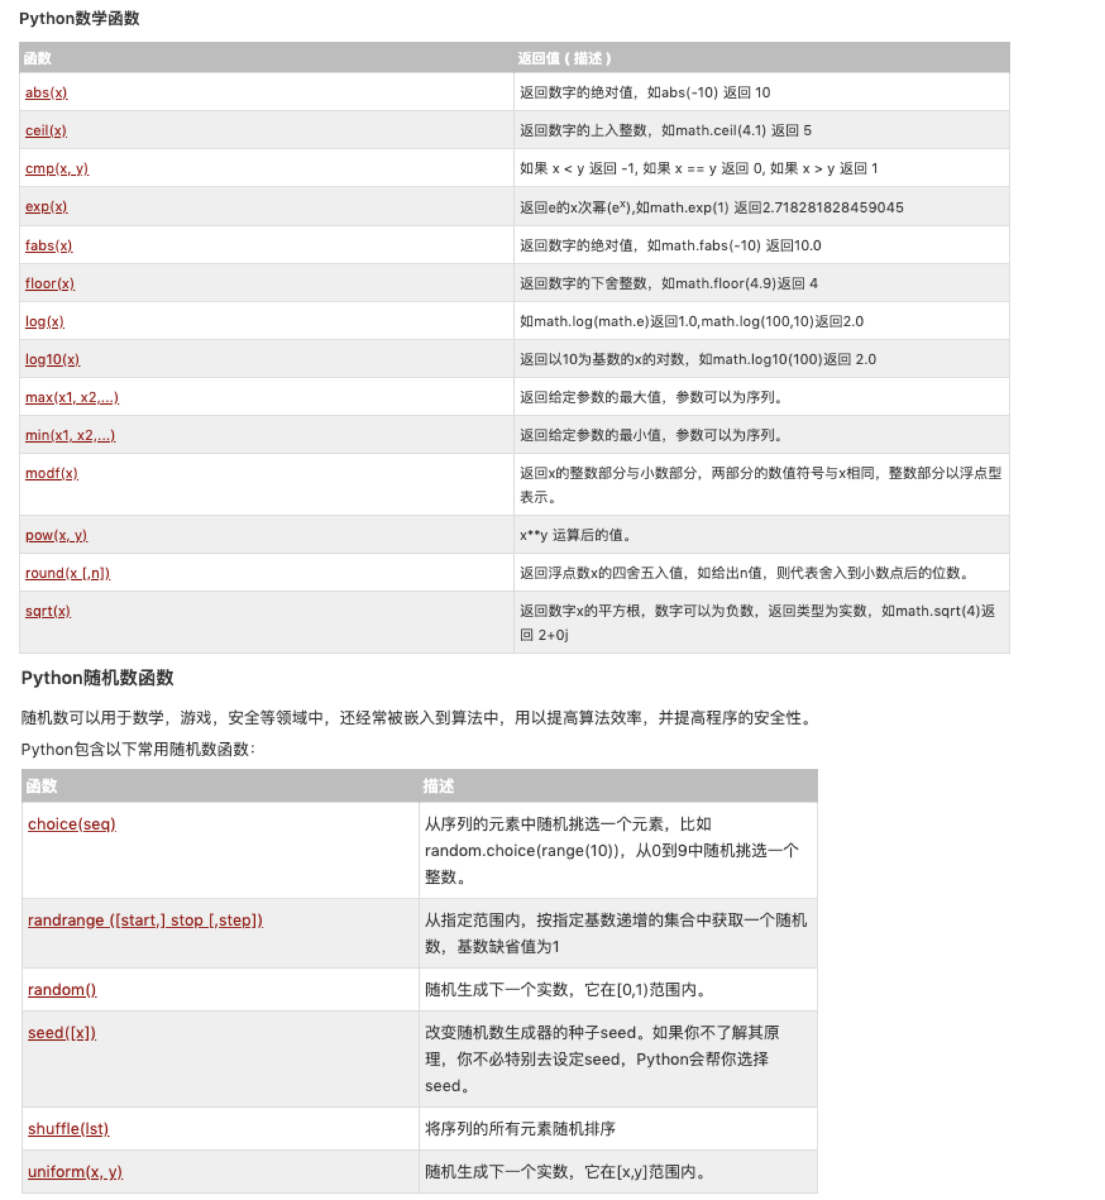 Python数学函数
函数 返回值 ( 描述 )
abs(x) 返回数字的绝对值，如abs(-10) 返回 10
ceil(x) 返回数字的上入整数，如math.ceil(4.1) 返回 5
cmp(x, y) 如果 x < y 返回 -1, 如果 x == y 返回 0, 如果 x > y 返回 1
exp(x) 返回e的x次幂(eˣ),如math.exp(1) 返回2.718281828459045
fabs(x) 返回数字的绝对值，如math.fabs(-10) 返回10.0
floor(x) 返回数字的下舍整数，如math.floor(4.9)返回 4
log(x) 如math.log(math.e)返回1.0,math.log(100,10)返回2.0
log10(x) 返回以10为基数的x的对数，如math.log10(100)返回 2.0
max(x1, x2,...) 返回给定参数的最大值，参数可以为序列。
min(x1, x2,...) 返回给定参数的最小值，参数可以为序列。
modf(x) 返回x的整数部分与小数部分，两部分的数值符号与x相同，整数部分以浮点型
表示。
pow(x, y) x**y 运算后的值。
round(x [,n]) 返回浮点数x的四舍五入值，如给出n值，则代表舍入到小数点后的位数。
sqrt(x) 返回数字x的平方根，数字可以为负数，返回类型为实数，如math.sqrt(4)返
回 2+0j
Python随机数函数
随机数可以用于数学，游戏，安全等领域中，还经常被嵌入到算法中，用以提高算法效率，并提高程序的安全性。
Python包含以下常用随机数函数：
函数 描述
choice(seq) 从序列的元素中随机挑选一个元素，比如
random.choice(range(10))，从0到9中随机挑选一个
整数。
randrange ([start,] stop [,step]) 从指定范围内，按指定基数递增的集合中获取一个随机
数，基数缺省值为1
random() 随机生成下一个实数，它在[0,1)范围内。
seed([x]) 改变随机数生成器的种子seed。如果你不了解其原
理，你不必特别去设定seed，Python会帮你选择
seed。
shuffle(lst) 将序列的所有元素随机排序
uniform(x, y) 随机生成下一个实数，它在[x,y]范围内。